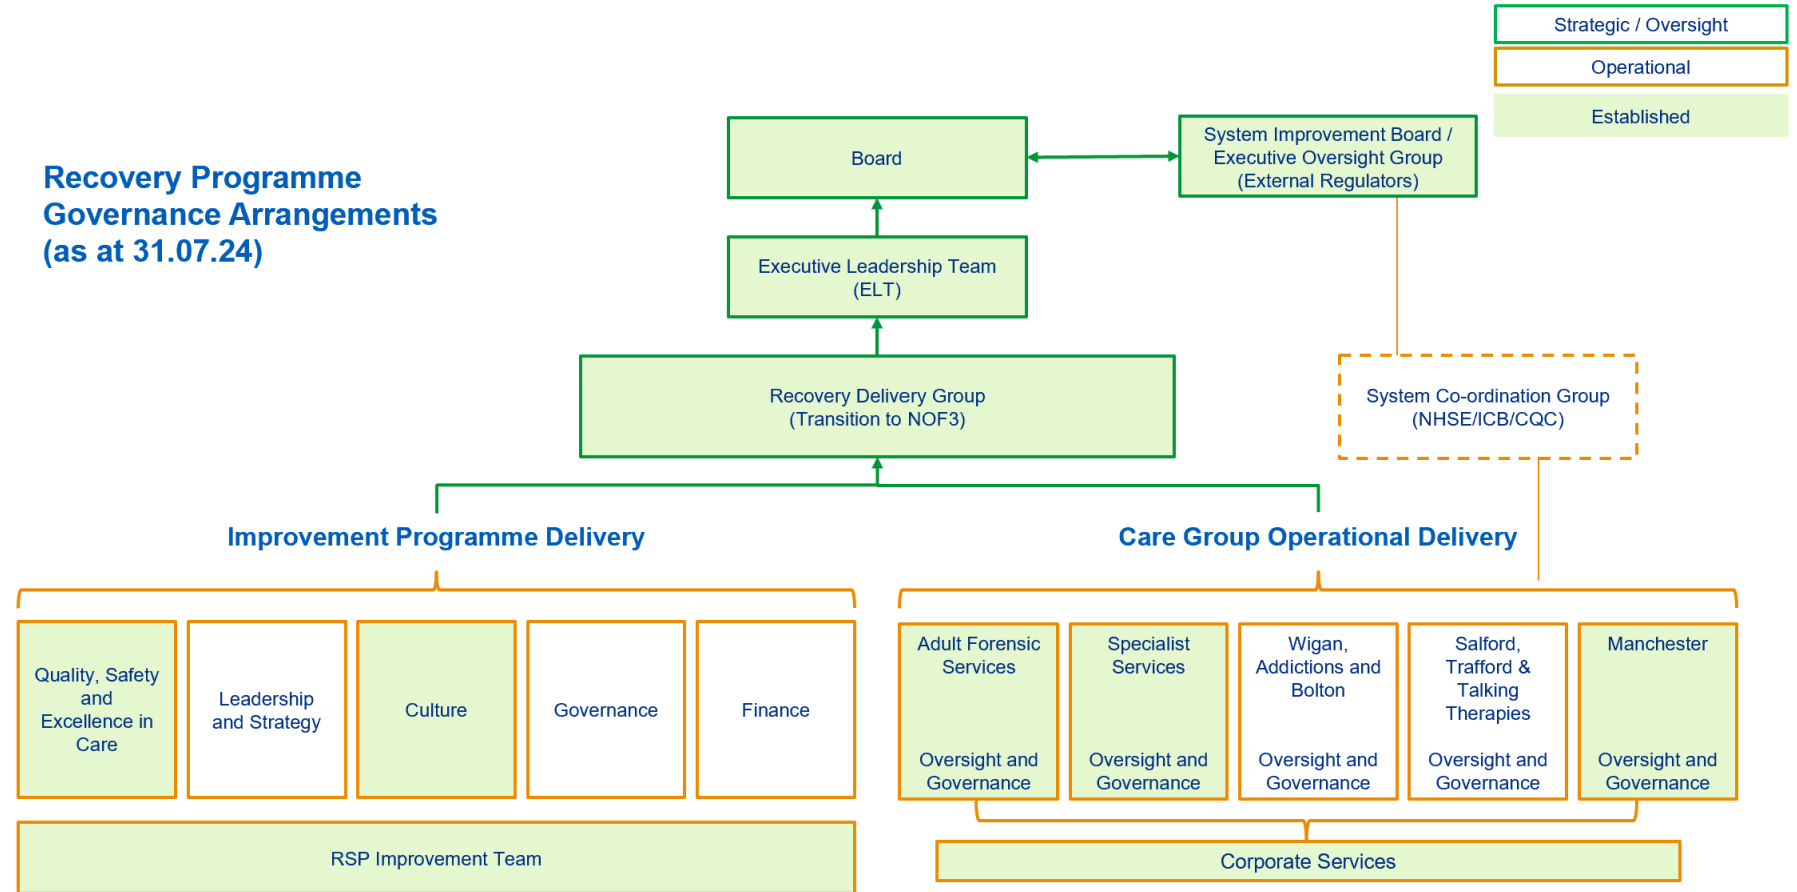 Strategic / Oversight
Operational
Established
Recovery Programme
Governance Arrangements
(as at 31.07.24)
Board
System Improvement Board /
Executive Oversight Group
(External Regulators)
Executive Leadership Team
(ELT)
Recovery Delivery Group
(Transition to NOF3)
System Co-ordination Group
(NHSE/ICB/CQC)
Improvement Programme Delivery
Care Group Operational Delivery
Quality, Safety
and
Excellence in
Care
Leadership
and Strategy
Culture
Governance
Finance
Adult Forensic
Services
Oversight and
Governance
Specialist
Services
Oversight and
Governance
Wigan,
Addictions and
Bolton
Oversight and
Governance
Salford,
Trafford &
Talking
Therapies
Oversight and
Governance
Manchester
Oversight and
Governance
RSP Improvement Team
Corporate Services